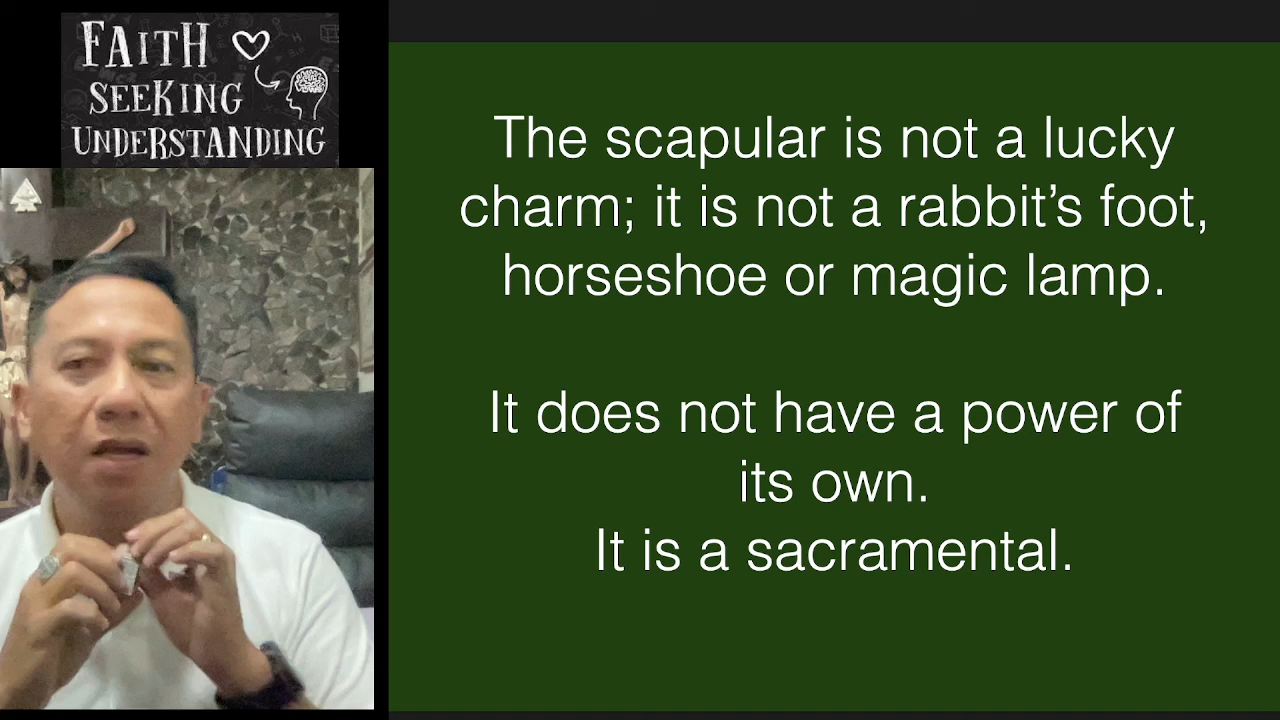 FAITH
SEEKING
UNDERSTANDING
The scapular is not a lucky
charm; it is not a rabbit’s foot,
horseshoe or magic lamp.
It does not have a power of
its own.
It is a sacramental.